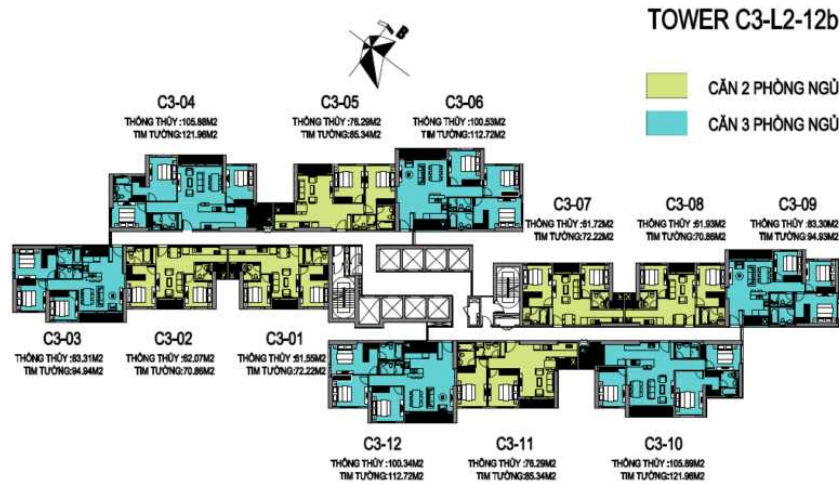 TOWER C3-L2-12b
B
CĂN 2 PHÒNG NGỦ
CĂN 3 PHÒNG NGỦ
C3-04
THÔNG THỦY :105.88M2
TIM TƯỜNG:121.96M2
C3-05
THÔNG THỦY :76.29M2
TIM TƯỜNG:85.34M2
C3-06
THÔNG THỦY :100.53M2
TIM TƯỜNG:112.72M2
C3-07
THÔNG THỦY :61.72M2
TIM TƯỜNG:72.22M2
C3-08
THÔNG THỦY :61.93M2
TIM TƯỜNG:70.86M2
C3-09
THÔNG THỦY :83.30M2
TIM TƯỜNG:94.93M2
C3-03
THÔNG THỦY :83.31M2
TIM TƯỜNG:94.94M2
C3-02
THÔNG THỦY :62.07M2
TIM TƯỜNG:70.86M2
C3-01
THÔNG THỦY :61.55M2
TIM TƯỜNG:72.22M2
C3-12
THÔNG THỦY :100.34M2
TIM TƯỜNG:112.72M2
C3-11
THÔNG THỦY :76.29M2
TIM TƯỜNG:85.34M2
C3-10
THÔNG THỦY :105.89M2
TIM TƯỜNG:121.96M2